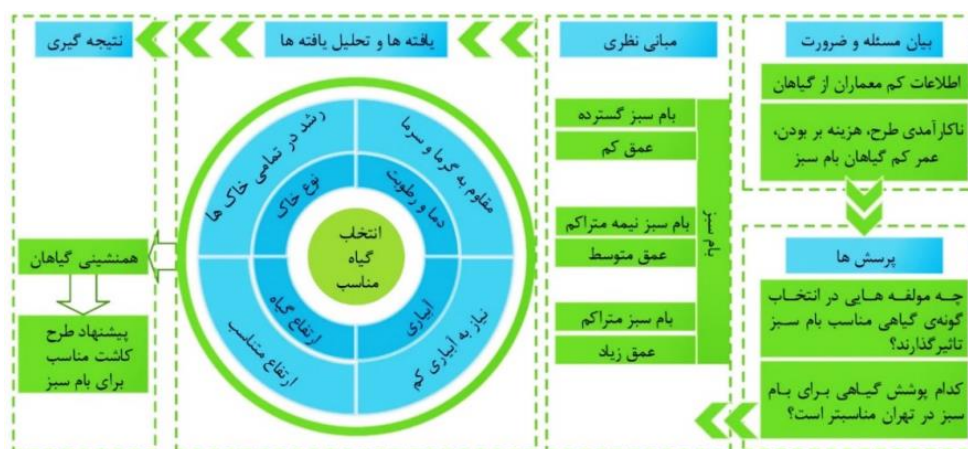 بیان مسئله و ضرورت
اطلاعات کم معماران از گیاهان
ناکارآمدی طرح، هزینه بر بودن،
عمر کم گیاهان بام سبز
پرسش ها
چه مولفه هایی در انتخاب
گونه‌ی گیاهی مناسب بام سبز
تاثیرگذارند؟
کدام پوشش گیاهی برای بام
سبز در تهران مناسبتر است؟
مبانی نظری
بام سبز
بام سبز گسترده
عمق کم
بام سبز نیمه متراکم
عمق متوسط
بام سبز متراکم
عمق زیاد
یافته ها و تحلیل یافته ها
مقاوم به گرما و سرما
دما و رطوبت
رشد در تمامی خاک ها
نوع خاک
انتخاب
گیاه
مناسب
آبیاری
نیاز به آبیاری کم
ارتفاع گیاه
ارتفاع متناسب
نتیجه گیری
همنشینی گیاهان
پیشنهاد طرح
کاشت مناسب
برای بام سبز